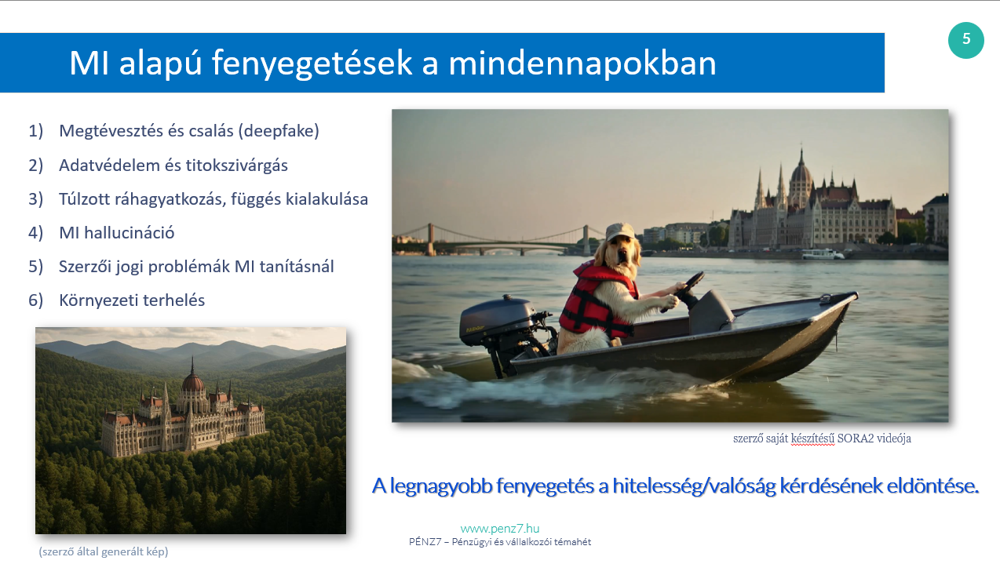 5
MI alapú fenyegetések a mindennapokban
1) Megtévesztés és csalás (deepfake)
2) Adatvédelem és titokszivárgás
3) Túlzott ráhagyatkozás, függés kialakulása
4) MI hallucináció
5) Szerzői jogi problémák MI tanításnál
6) Környezeti terhelés
szerző saját készítésű SORA2 videója
A legnagyobb fenyegetés a hitelesség/valóság kérdésének eldöntése.
www.penz7.hu
PÉNZ7 – Pénzügyi és vállalkozói témahét
(szerző által generált kép)